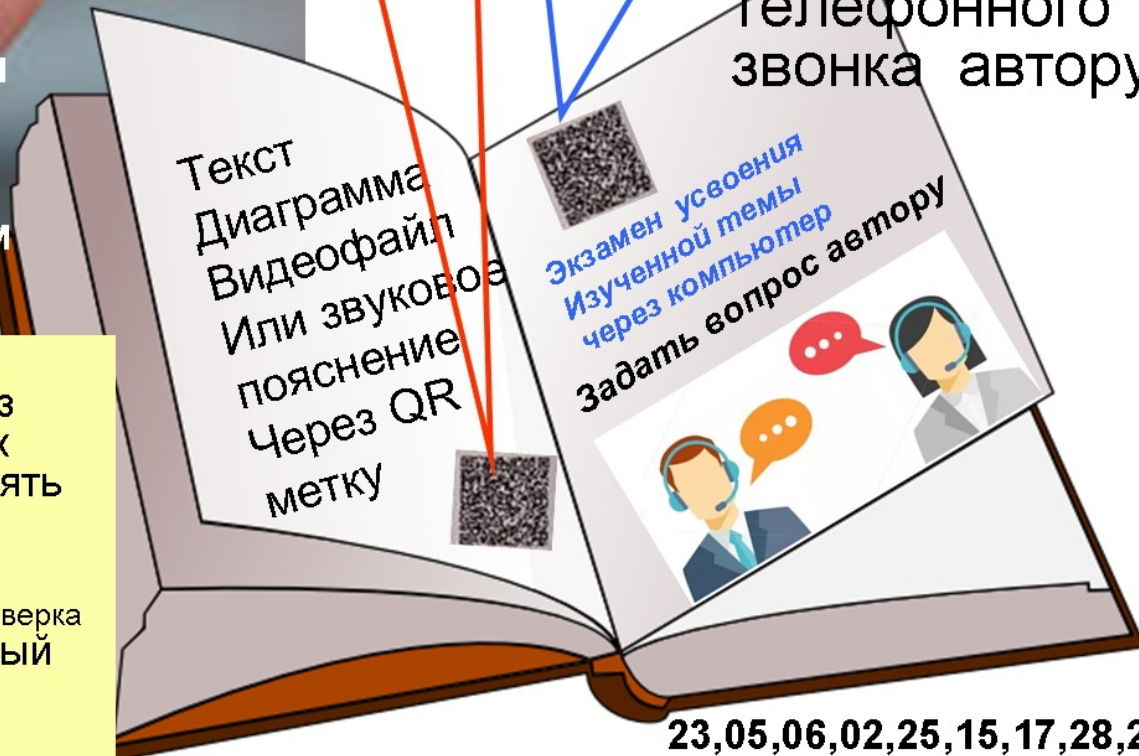 телефонного
звонка автору
Текст
Диаграмма
Видеофайл
Или звуковое
пояснение
Через QR
метку
Экзамен усвоения
Изученной темы
через компьютер
Задать вопрос автору
23,05,06,02,25,15,17,28,2